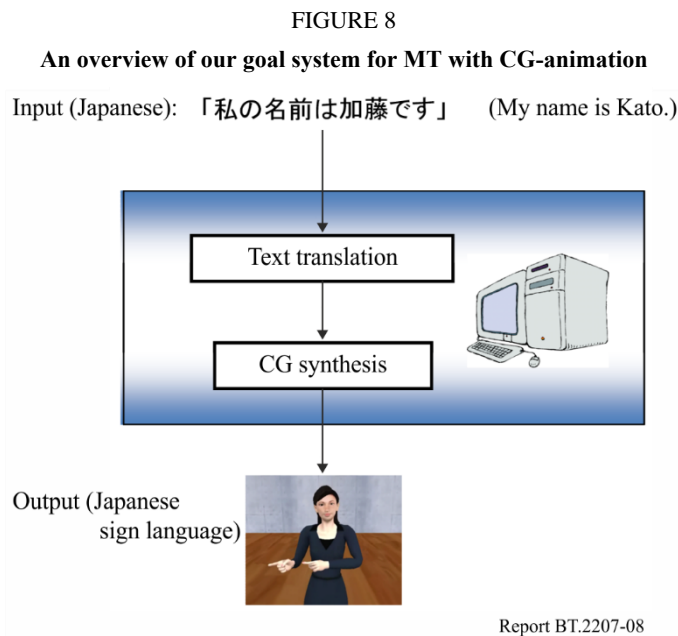 FIGURE 8
An overview of our goal system for MT with CG-animation
Input (Japanese): 「私の名前は加藤です」 (My name is Kato.)
Text translation
CG synthesis
Output (Japanese
sign language)
Report BT.2207-08